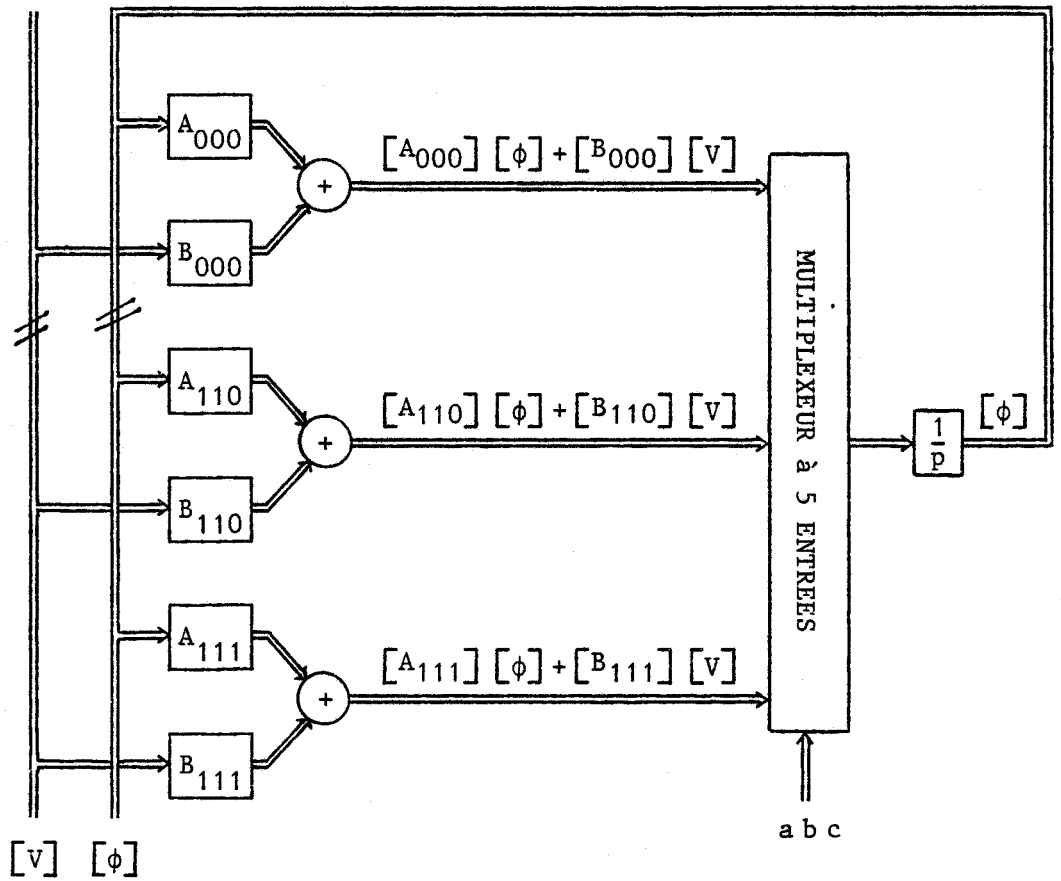 A000
[A000] [ϕ] + [B000] [V]
+
B000
A110
[A110] [ϕ] + [B110] [V]
+
B110
MULTIPLEXEUR à 5 ENTREES
1
p
[ϕ]
A111
[A111] [ϕ] + [B111] [V]
+
B111
a b c
[V] [ϕ]